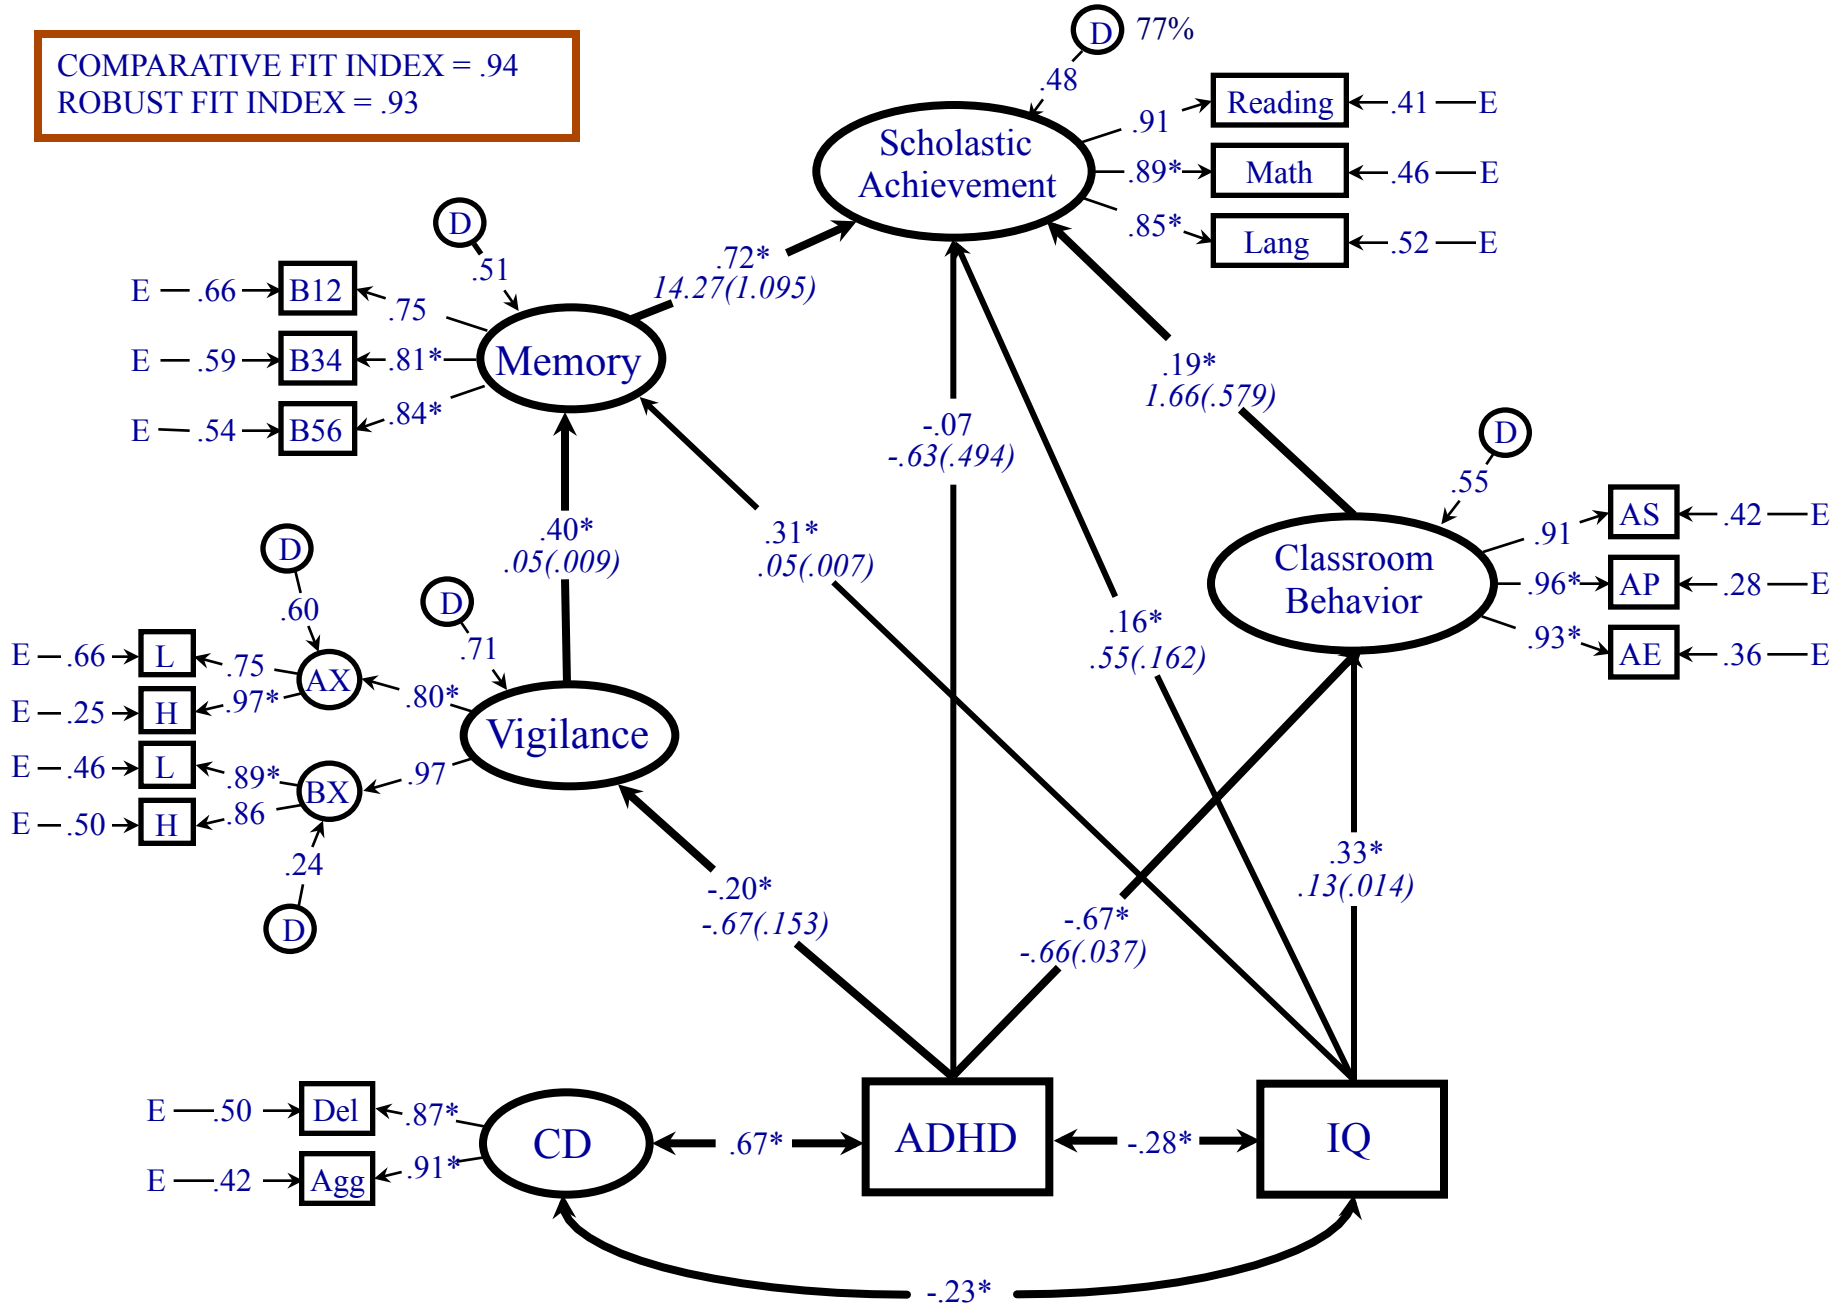 COMPARATIVE FIT INDEX = .94
ROBUST FIT INDEX = .93
D 77%
.48
Scholastic
Achievement
.91
Reading
.41
E
.89*
Math
.46
E
.85*
Lang
.52
E
D
.51
.72*
14.27(1.095)
E
.66
B12
.75
E
.59
B34
.81*
E
.54
B56
.84*
Memory
.19*
1.66(.579)
-.07
-.63(.494)
D
.55
.40*
.05(.009)
.31*
.05(.007)
.16*
.55(.162)
Classroom
Behavior
.91
AS
.42
E
.96*
AP
.28
E
.93*
AE
.36
E
D
.60
D
.71
E
.66
L
.75
E
.25
H
.97*
AX
.80*
E
.46
L
.89*
E
.50
H
.86
BX
.97
Vigilance
.24
D
-.20*
-.67(.153)
-.67*
-.66(.037)
.33*
.13(.014)
E
.50
Del
.87*
E
.42
Agg
.91*
CD
.67*
ADHD
-.28*
IQ
-.23*